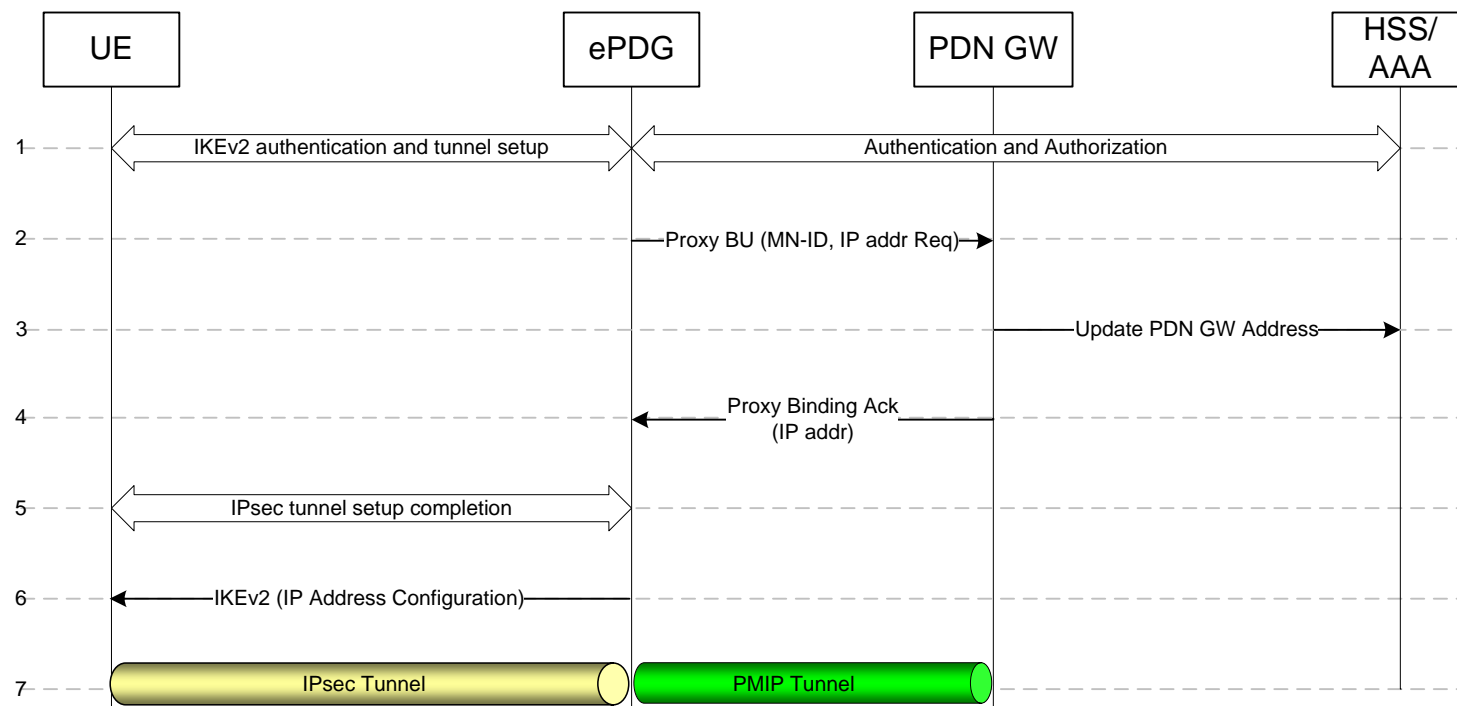 UE
ePDG
PDN GW
HSS/
AAA
1
IKEv2 authentication and tunnel setup
Authentication and Authorization
2
Proxy BU (MN-ID, IP addr Req)
3
Update PDN GW Address
4
Proxy Binding Ack
(IP addr)
5
IPsec tunnel setup completion
6
IKEv2 (IP Address Configuration)
7
IPsec Tunnel
PMIP Tunnel